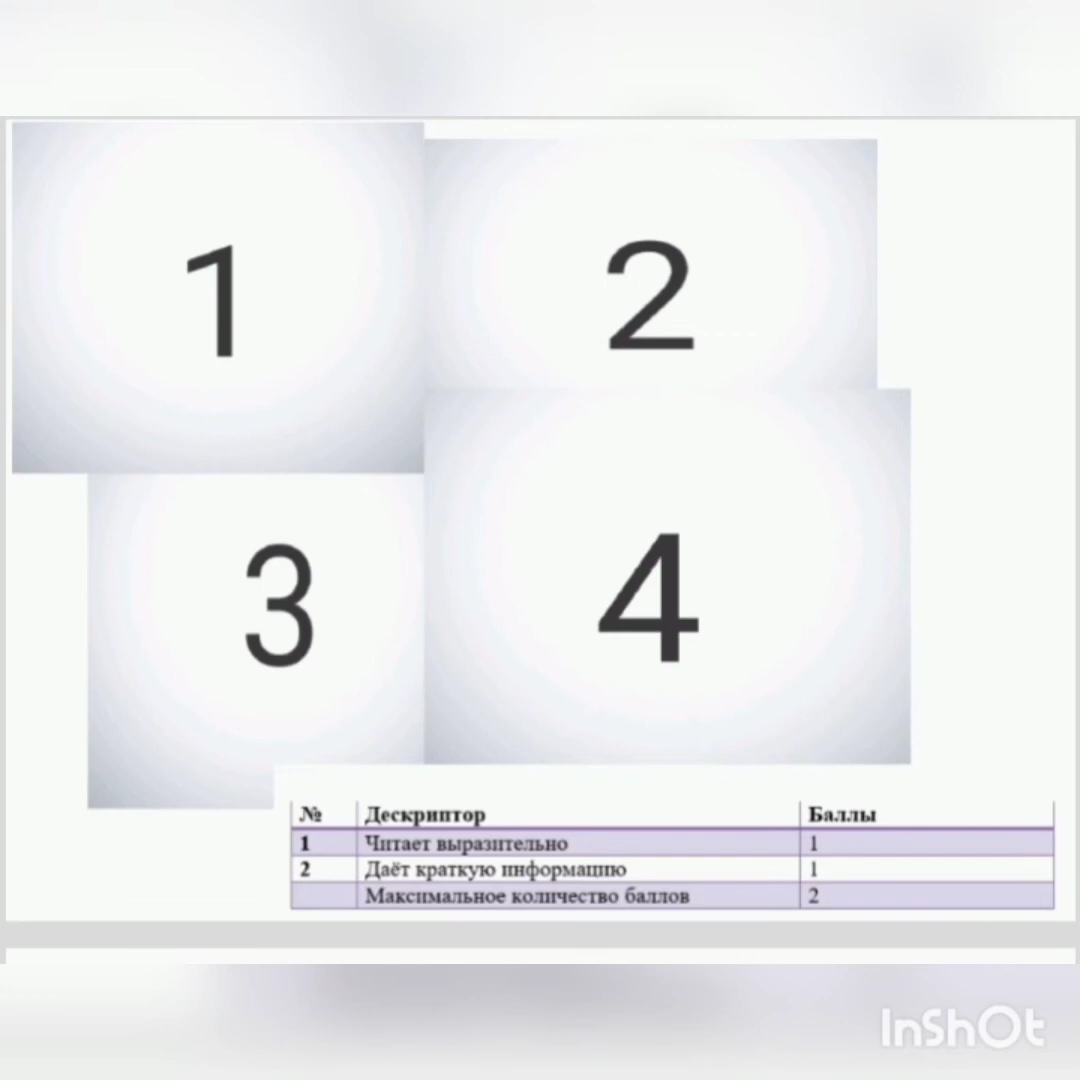 1
2
3
4
№ Дескриптор Баллы
1 Читает выразительно 1
2 Даёт краткую информацию 1
Максимальное количество баллов 2
InShOt